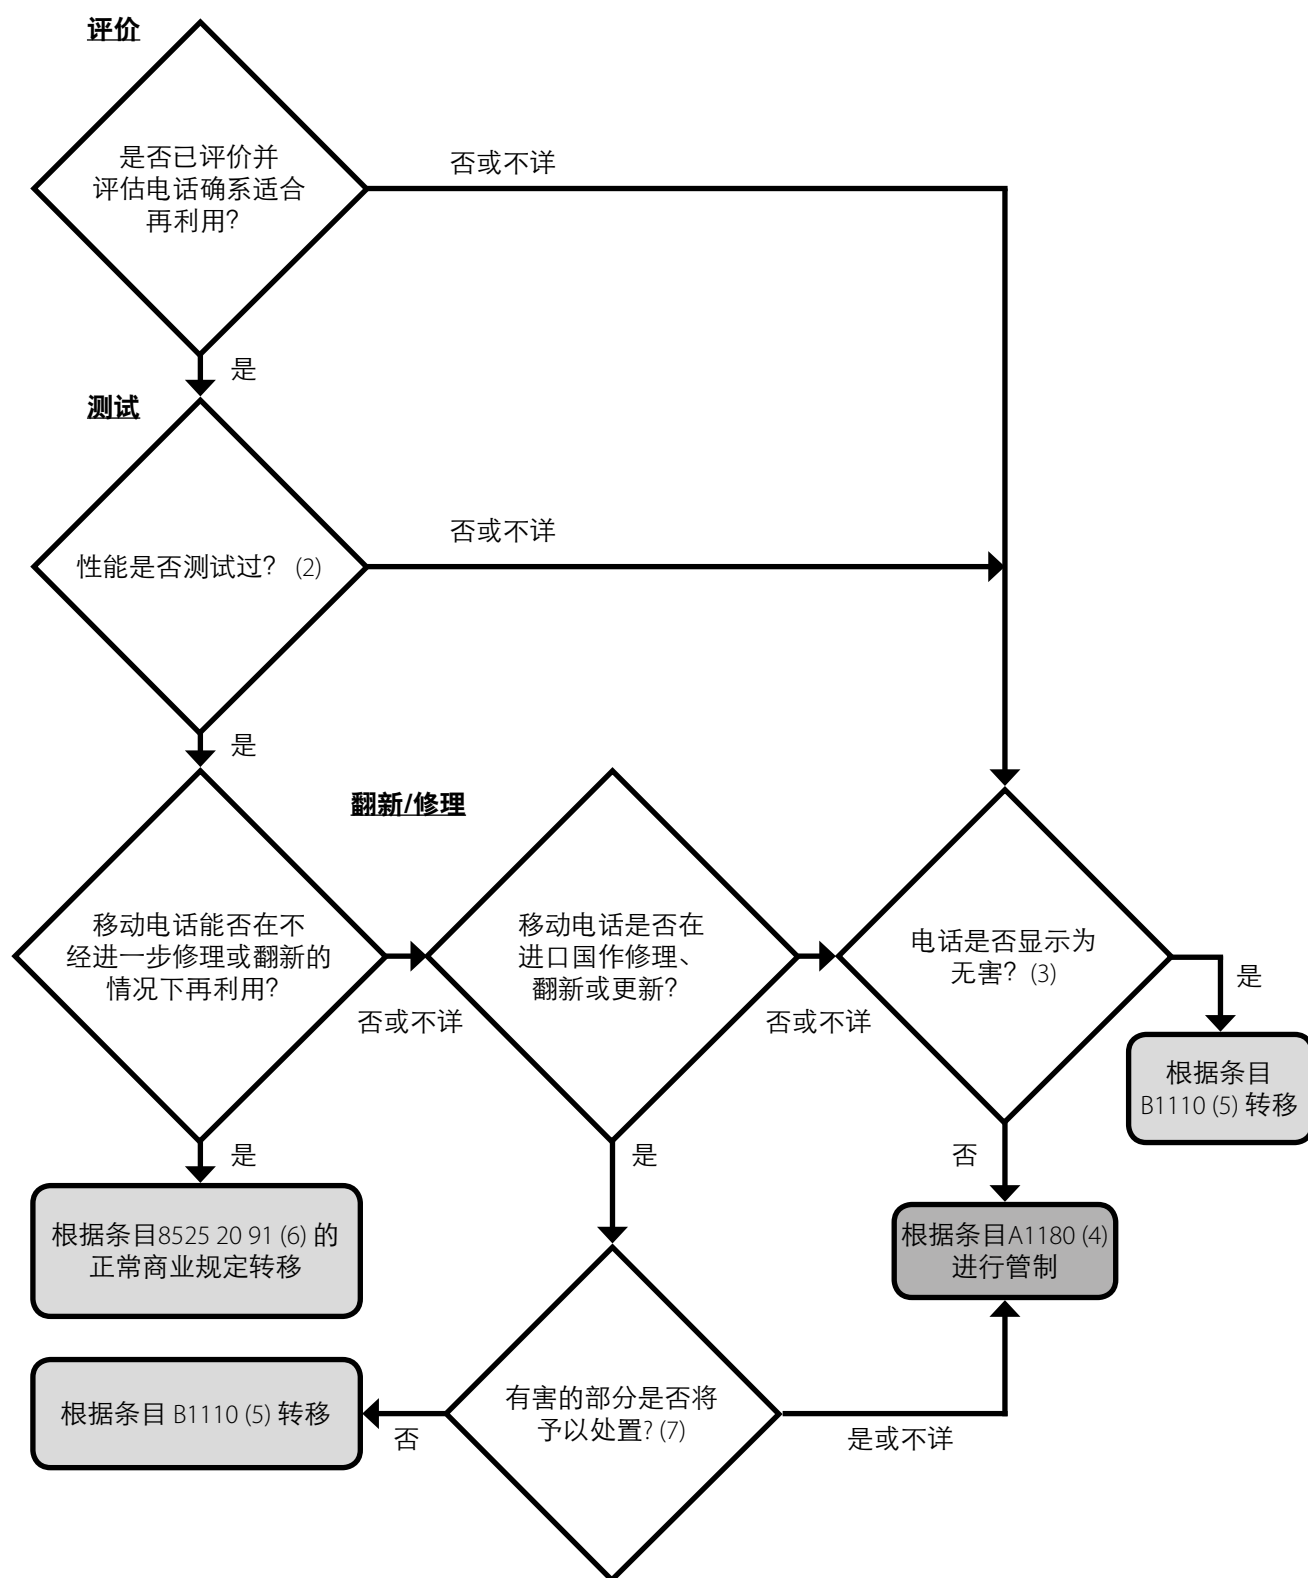 评价
是否已评价并
评估电话确系适合
再利用？
否或不详
是
测试
性能是否测试过？ (2)
否或不详
是
翻新/修理
移动电话能否在不
经进一步修理或翻新的
情况下再利用？
否或不详
移动电话是否在
进口国作修理、
翻新或更新？
否或不详
电话是否显示为
无害？(3)
是
根据条目
B1110 (5) 转移
是
是
否
根据条目8525 20 91 (6) 的
正常商业规定转移
根据条目A1180 (4)
进行管制
根据条目 B1110 (5) 转移
否
有害的部分是否将
予以处置？(7)
是或不详